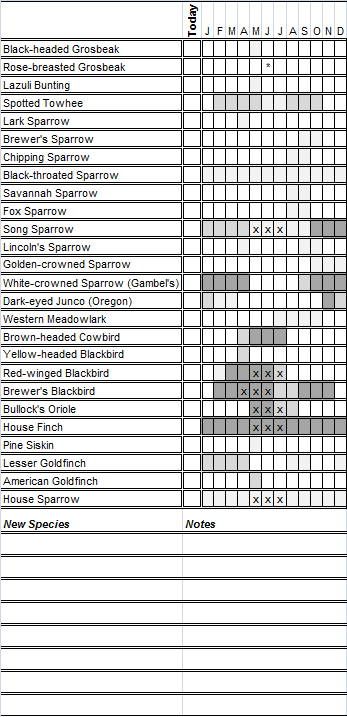 Today J F M A M J J A S O N D
Black-headed Grosbeak
Rose-breasted Grosbeak *
Lazuli Bunting
Spotted Towhee
Lark Sparrow
Brewer's Sparrow
Chipping Sparrow
Black-throated Sparrow
Savannah Sparrow
Fox Sparrow
Song Sparrow x x x
Lincoln's Sparrow
Golden-crowned Sparrow
White-crowned Sparrow (Gambel's)
Dark-eyed Junco (Oregon)
Western Meadowlark
Brown-headed Cowbird
Yellow-headed Blackbird
Red-winged Blackbird x x x
Brewer's Blackbird x x x
Bullock's Oriole x x x
House Finch x x x
Pine Siskin
Lesser Goldfinch
American Goldfinch
House Sparrow x x x
New Species Notes